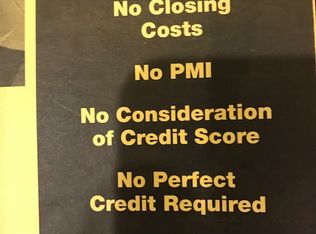 No Closing
Costs
No PMI
No Consideration
of Credit Score
No Perfect
Credit Required